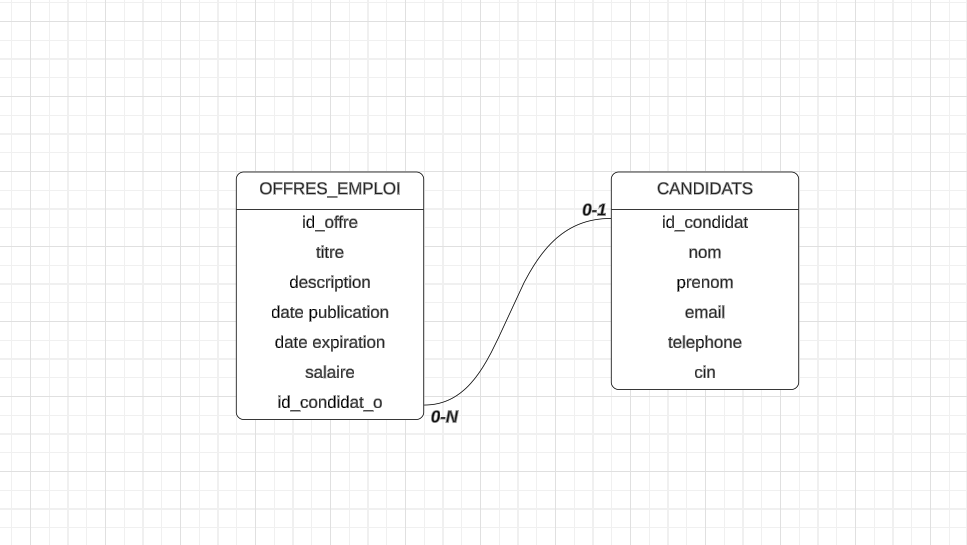 OFFRES_EMPLOI
id_offre
titre
description
date publication
date expiration
salaire
id_condidat_o
0-N
0-1
CANDIDATS
id_condidat
nom
prenom
email
telephone
cin